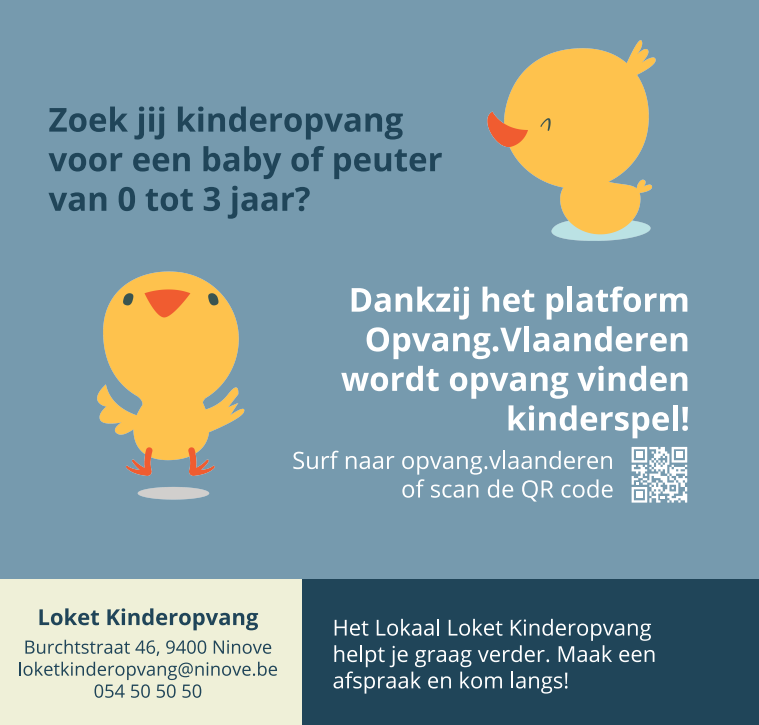 Zoek jij kinderopvang
voor een baby of peuter
van 0 tot 3 jaar?
Dankzij het platform
Opvang.Vlaanderen
wordt opvang vinden
kinderspel!
Surf naar opvang.vlaanderen
of scan de QR code
Loket Kinderopvang
Burchtstraat 46, 9400 Ninove
loketkinderopvang@ninove.be
054 50 50 50
Het Lokaal Loket Kinderopvang
helpt je graag verder. Maak een
afspraak en kom langs!